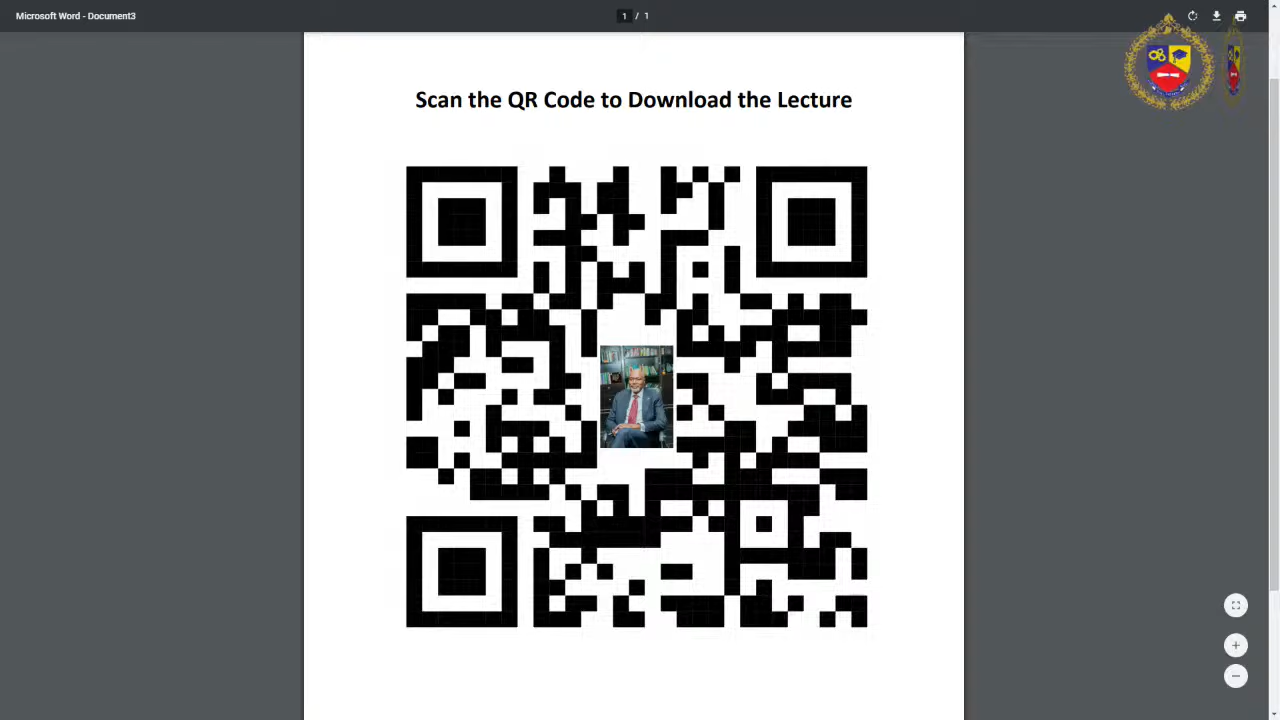 Microsoft Word - Document3
1 / 1
Scan the QR Code to Download the Lecture